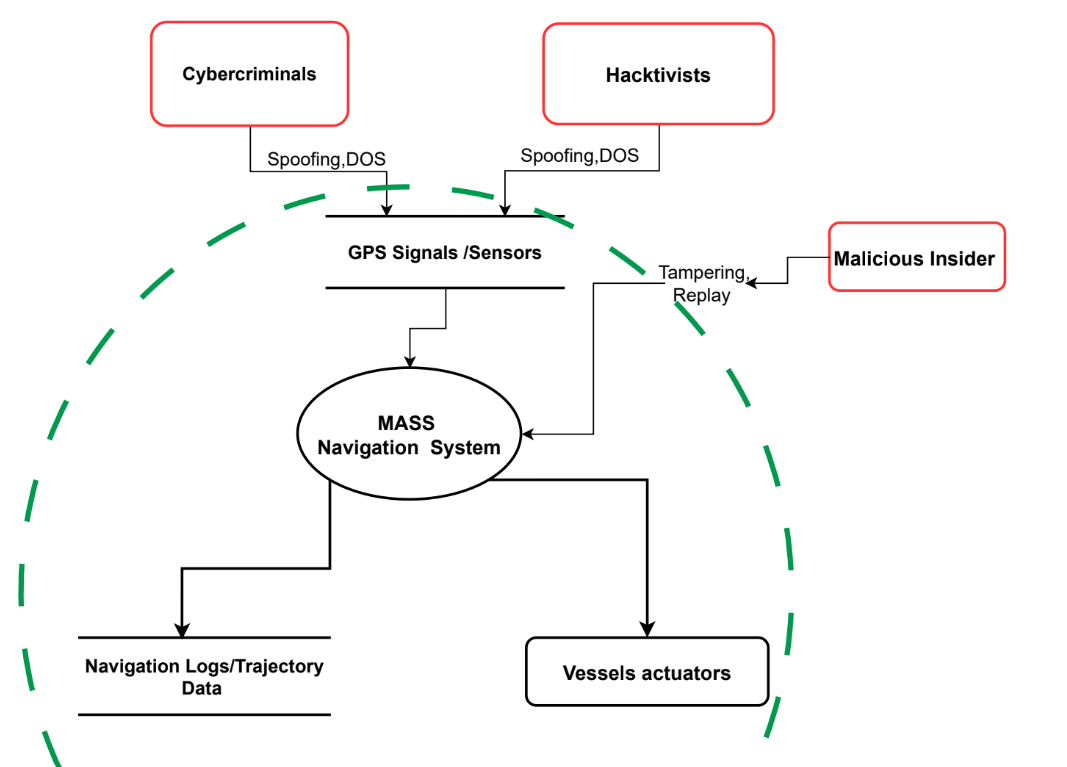 Cybercriminals
Hacktivists
Spoofing,DOS
Spoofing,DOS
GPS Signals /Sensors
Malicious Insider
Tampering,
Replay
MASS
Navigation System
Navigation Logs/Trajectory
Data
Vessels actuators